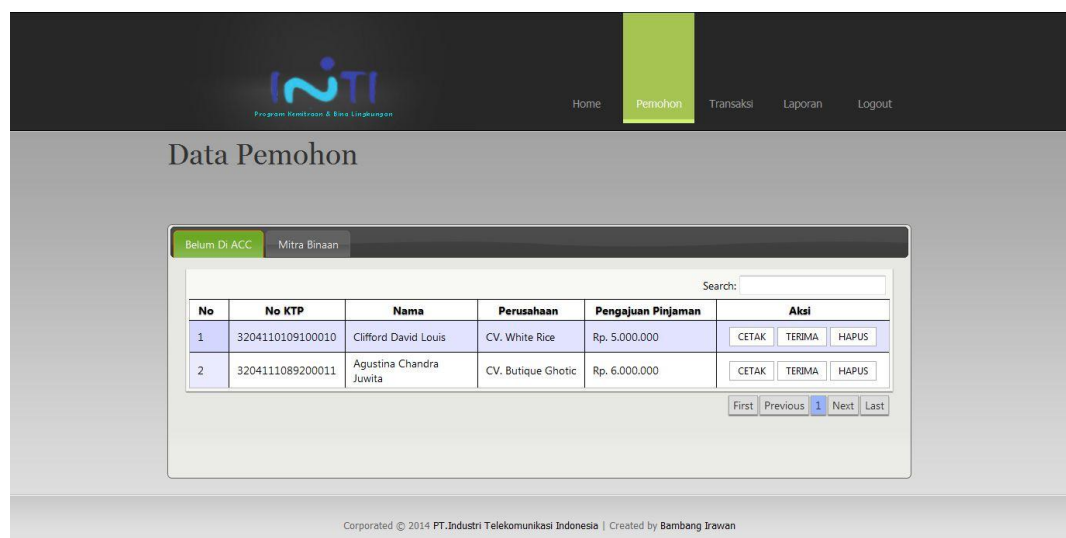 INTI
Program Kemitraan & Bina Lingkungan
Home Pemohon Transaksi Laporan Logout
Data Pemohon
Belum Di ACC Mitra Binaan
Search:
No No KTP Nama Perusahaan Pengajuan Pinjaman Aksi
1 3204110109100010 Clifford David Louis CV. White Rice Rp. 5.000.000 CETAK TERIMA HAPUS
2 3204111089200011 Agustina Chandra Juwita CV. Butique Ghotic Rp. 6.000.000 CETAK TERIMA HAPUS
First Previous 1 Next Last
Corporated © 2014 PT.Industri Telekomunikasi Indonesia | Created by Bambang Irawan